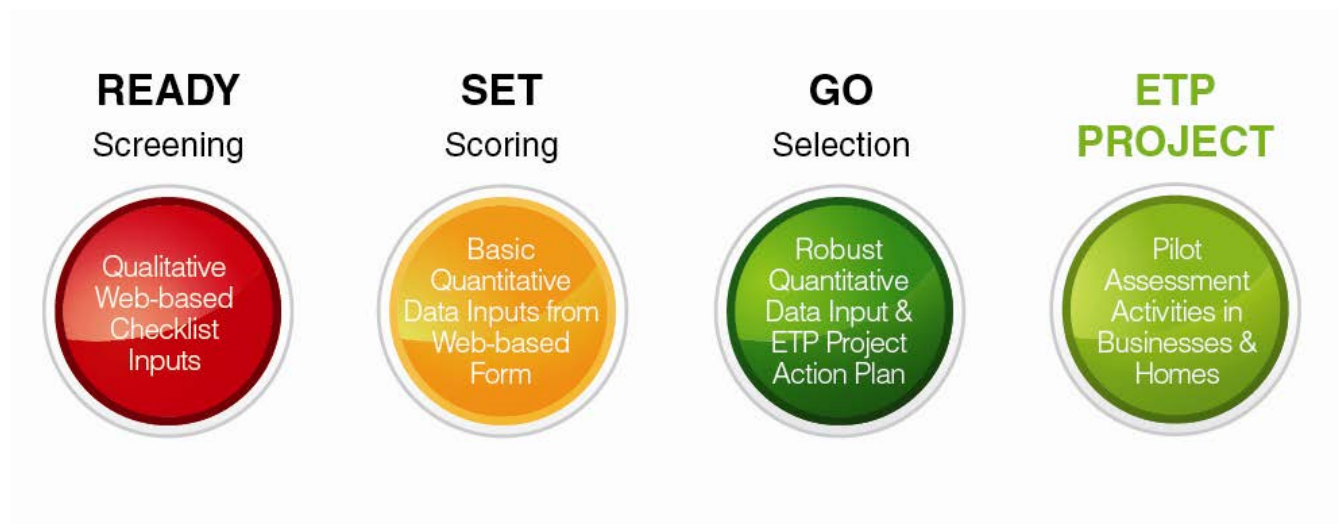 READY
Screening
Qualitative
Web-based
Checklist
Inputs
SET
Scoring
Basic
Quantitative
Data Inputs from
Web-based
Form
GO
Selection
Robust
Quantitative
Data Input &
ETP Project
Action Plan
ETP
PROJECT
Pilot
Assessment
Activities in
Businesses &
Homes